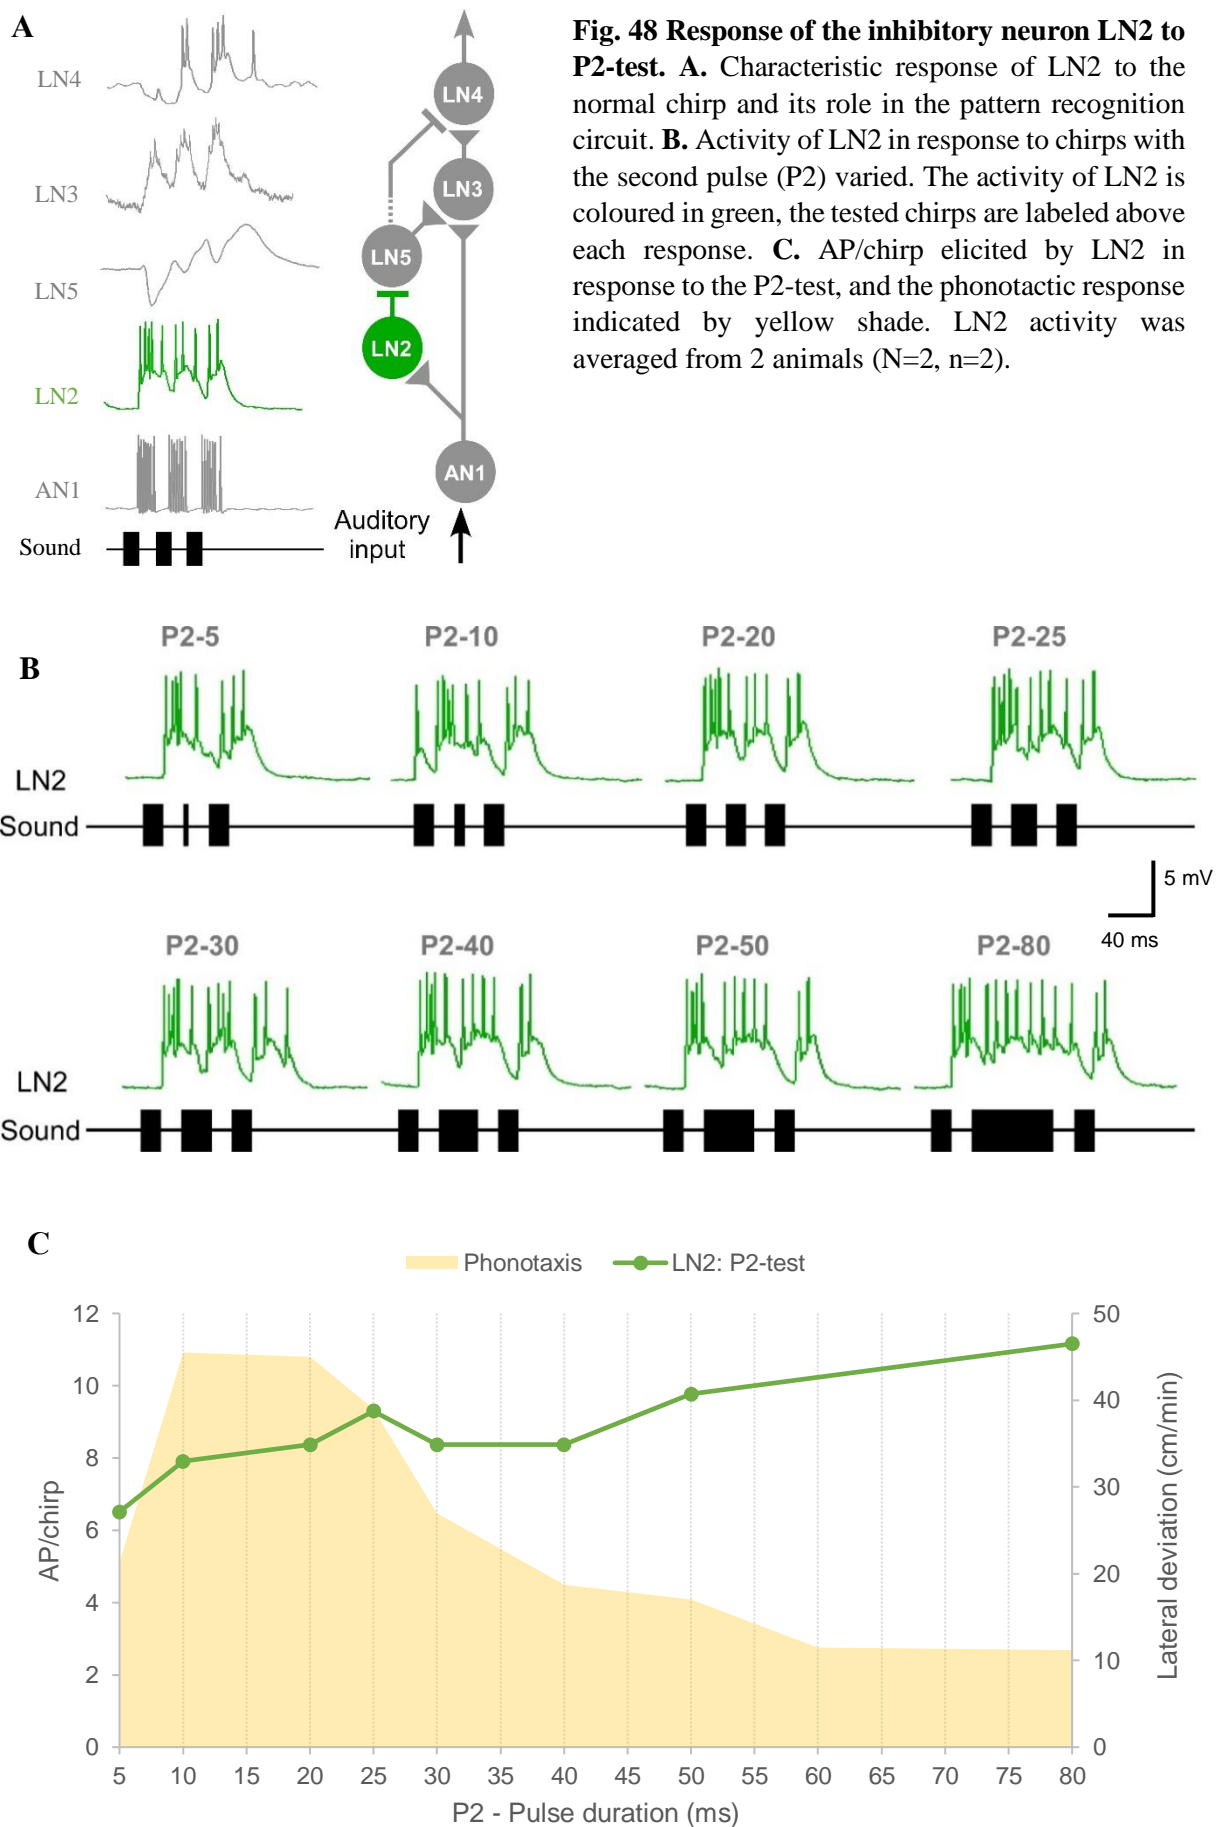 A
Fig. 48 Response of the inhibitory neuron LN2 to
P2-test. A. Characteristic response of LN2 to the
normal chirp and its role in the pattern recognition
circuit. B. Activity of LN2 in response to chirps with
the second pulse (P2) varied. The activity of LN2 is
coloured in green, the tested chirps are labeled above
each response. C. AP/chirp elicited by LN2 in
response to the P2-test, and the phonotactic response
indicated by yellow shade. LN2 activity was
averaged from 2 animals (N=2, n=2).
LN4
LN3
LN5
LN2
AN1
Sound
LN4
LN3
LN5
LN2
AN1
Auditory
input
B
P2-5 P2-10 P2-20 P2-25
LN2
Sound
5 mV
40 ms
P2-30 P2-40 P2-50 P2-80
LN2
Sound
C
Phonotaxis LN2: P2-test
12
10
8
6
4
2
0
AP/chirp
50
40
30
20
10
0
Lateral deviation (cm/min)
5 10 15 20 25 30 35 40 45 50 55 60 65 70 75 80
P2 - Pulse duration (ms)